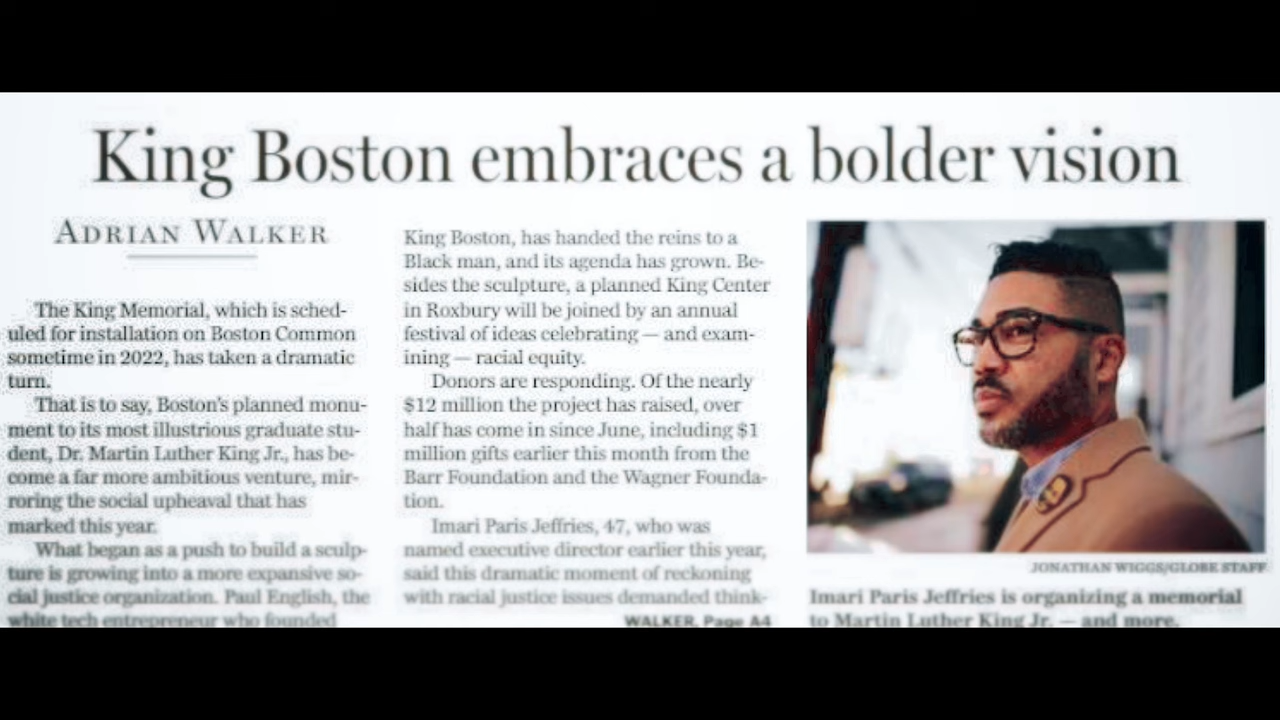 King Boston embraces a bolder vision
ADRIAN WALKER
The King Memorial, which is sched-
uled for installation on Boston Common
sometime in 2022, has taken a dramatic
turn.
That is to say, Boston's planned monu-
ment to its most illustrious graduate stu-
dent, Dr. Martin Luther King Jr., has be-
come a far more ambitious venture, mir-
roring the social upheaval that has
marked this year.
What began as a push to build a sculp-
ture is growing into a more expansive so-
cial justice organization. Paul English, the
white tech entrepreneur who founded
King Boston, has handed the reins to a
Black man, and its agenda has grown. Be-
sides the sculpture, a planned King Center
in Roxbury will be joined by an annual
festival of ideas celebrating — and exam-
ining — racial equity.
Donors are responding. Of the nearly
$12 million the project has raised, over
half has come in since June, including $1
million gifts earlier this month from the
Barr Foundation and the Wagner Founda-
tion.
Imari Paris Jeffries, 47, who was
named executive director earlier this year,
said this dramatic moment of reckoning
with racial justice issues demanded think-
WALKER, Page A4
JONATHAN WIGGS/GLOBE STAFF
Imari Paris Jeffries is organizing a memorial
to Martin Luther King Jr. — and more.